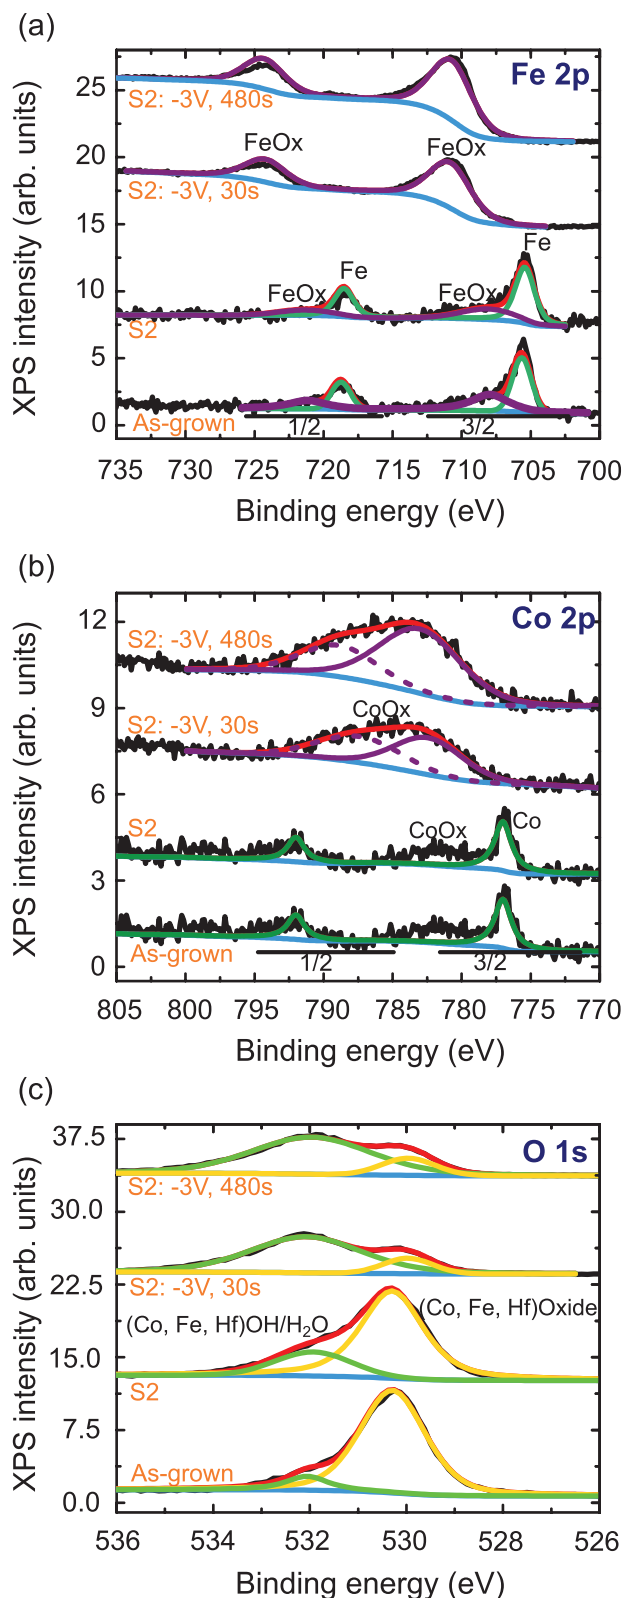 (a)
Fe 2p
S2: -3V, 480s
FeOx
FeOx
S2: -3V, 30s
Fe
Fe
FeOx
FeOx
S2
As-grown
1/2
3/2
25
20
15
10
5
0
XPS intensity (arb. units)
735 730 725 720 715 710 705 700
Binding energy (eV)
(b)
Co 2p
S2: -3V, 480s
S2: -3V, 30s
CoOx
S2
CoOx
Co
As-grown
1/2
3/2
12
9
6
3
0
XPS intensity (arb. units)
805 800 795 790 785 780 775 770
Binding energy (eV)
(c)
O 1s
S2: -3V, 480s
S2: -3V, 30s
(Co, Fe, Hf)Oxide
(Co, Fe, Hf)OH/H₂O
S2
As-grown
37.5
30.0
22.5
15.0
7.5
0.0
XPS intensity (arb. units)
536 534 532 530 528 526
Binding energy (eV)